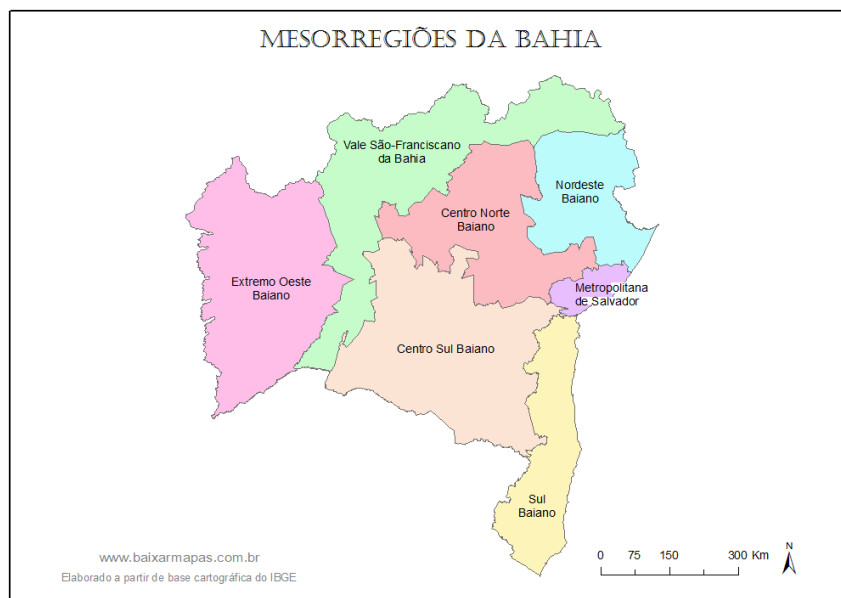 MESORREGIÕES DA BAHIA
Vale São-Franciscano
da Bahia
Nordeste
Baiano
Centro Norte
Baiano
Extremo Oeste
Baiano
Metropolitana
de Salvador
Centro Sul Baiano
Sul
Baiano
www.baixarmapas.com.br
Elaborado a partir de base cartográfica do IBGE
0 75 150 300 Km
N